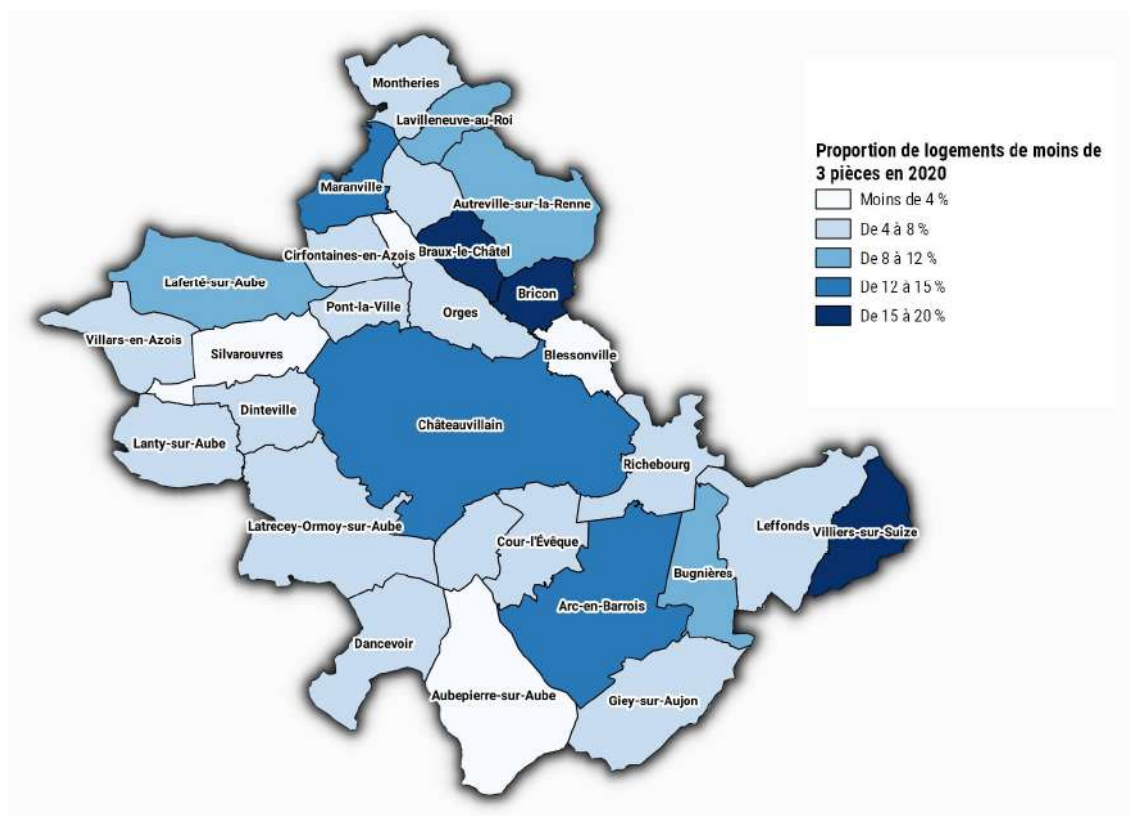 Montheries
Lavilleneuve-au-Roi
Proportion de logements de moins de
3 pièces en 2020
Moins de 4 %
De 4 à 8 %
De 8 à 12 %
De 12 à 15 %
De 15 à 20 %
Maranville
Autreville-sur-la-Renne
Cirfontaines-en-Azois
Braux-le-Châtel
Laferté-sur-Aube
Bricon
Pont-la-Ville
Orges
Villars-en-Azois
Silvarouvres
Blessonville
Dinteville
Châteauvillain
Lanty-sur-Aube
Richebourg
Latrecey-Ormoy-sur-Aube
Leffonds
Villiers-sur-Suize
Cour-l'Évêque
Bugnières
Arc-en-Barrois
Dancevoir
Aubepierre-sur-Aube
Giey-sur-Aujon